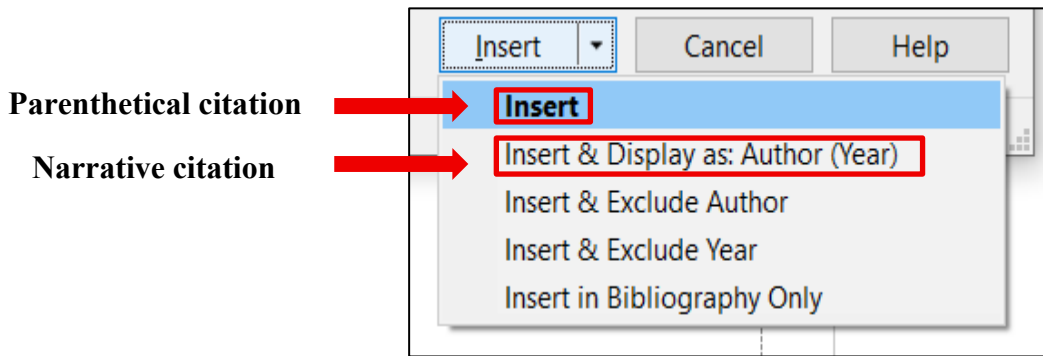 Insert Cancel Help
Parenthetical citation Insert
Narrative citation Insert & Display as: Author (Year)
Insert & Exclude Author
Insert & Exclude Year
Insert in Bibliography Only